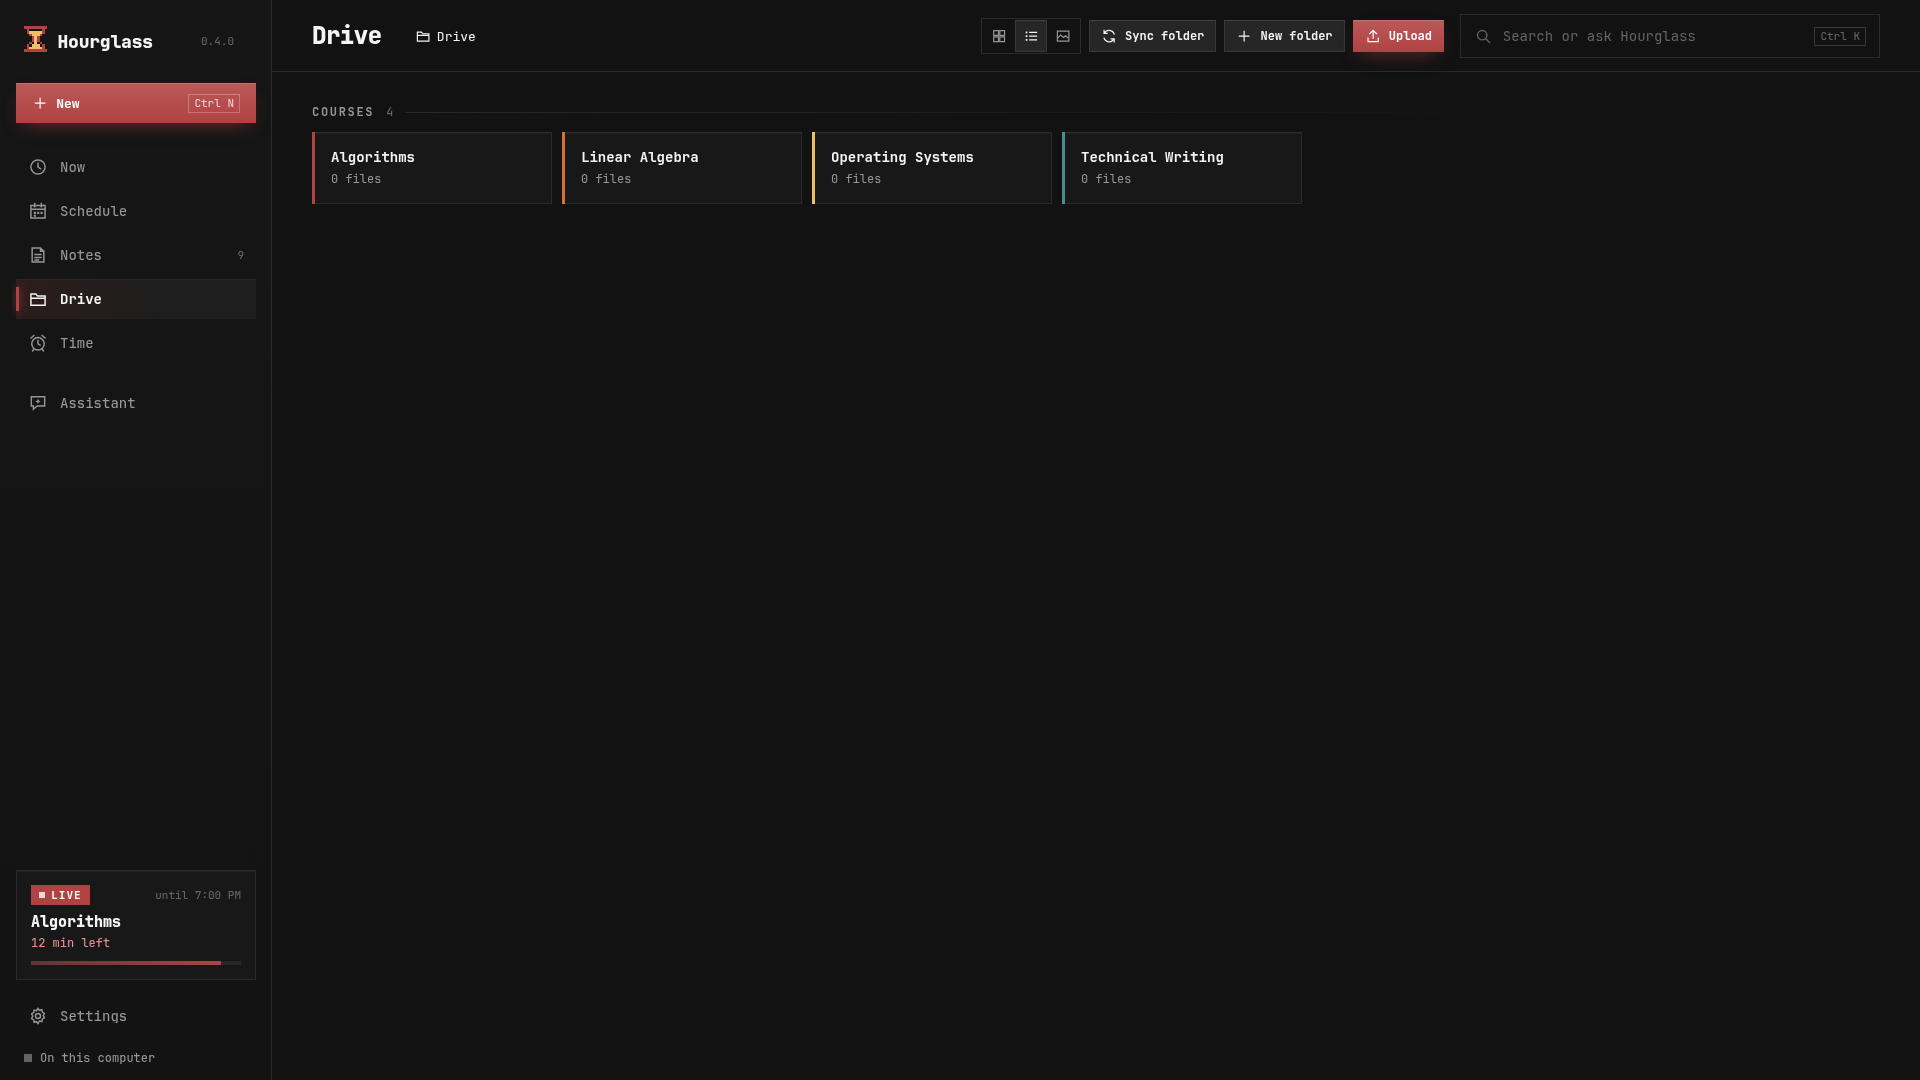 Hourglass 0.4.0
New Ctrl N
Now
Schedule
Notes 9
Drive
Time
Assistant
LIVE until 7:00 PM
Algorithms
12 min left
Settings
On this computer
Drive Drive Sync folder New folder Upload Search or ask Hourglass Ctrl K
COURSES 4
Algorithms
0 files
Linear Algebra
0 files
Operating Systems
0 files
Technical Writing
0 files